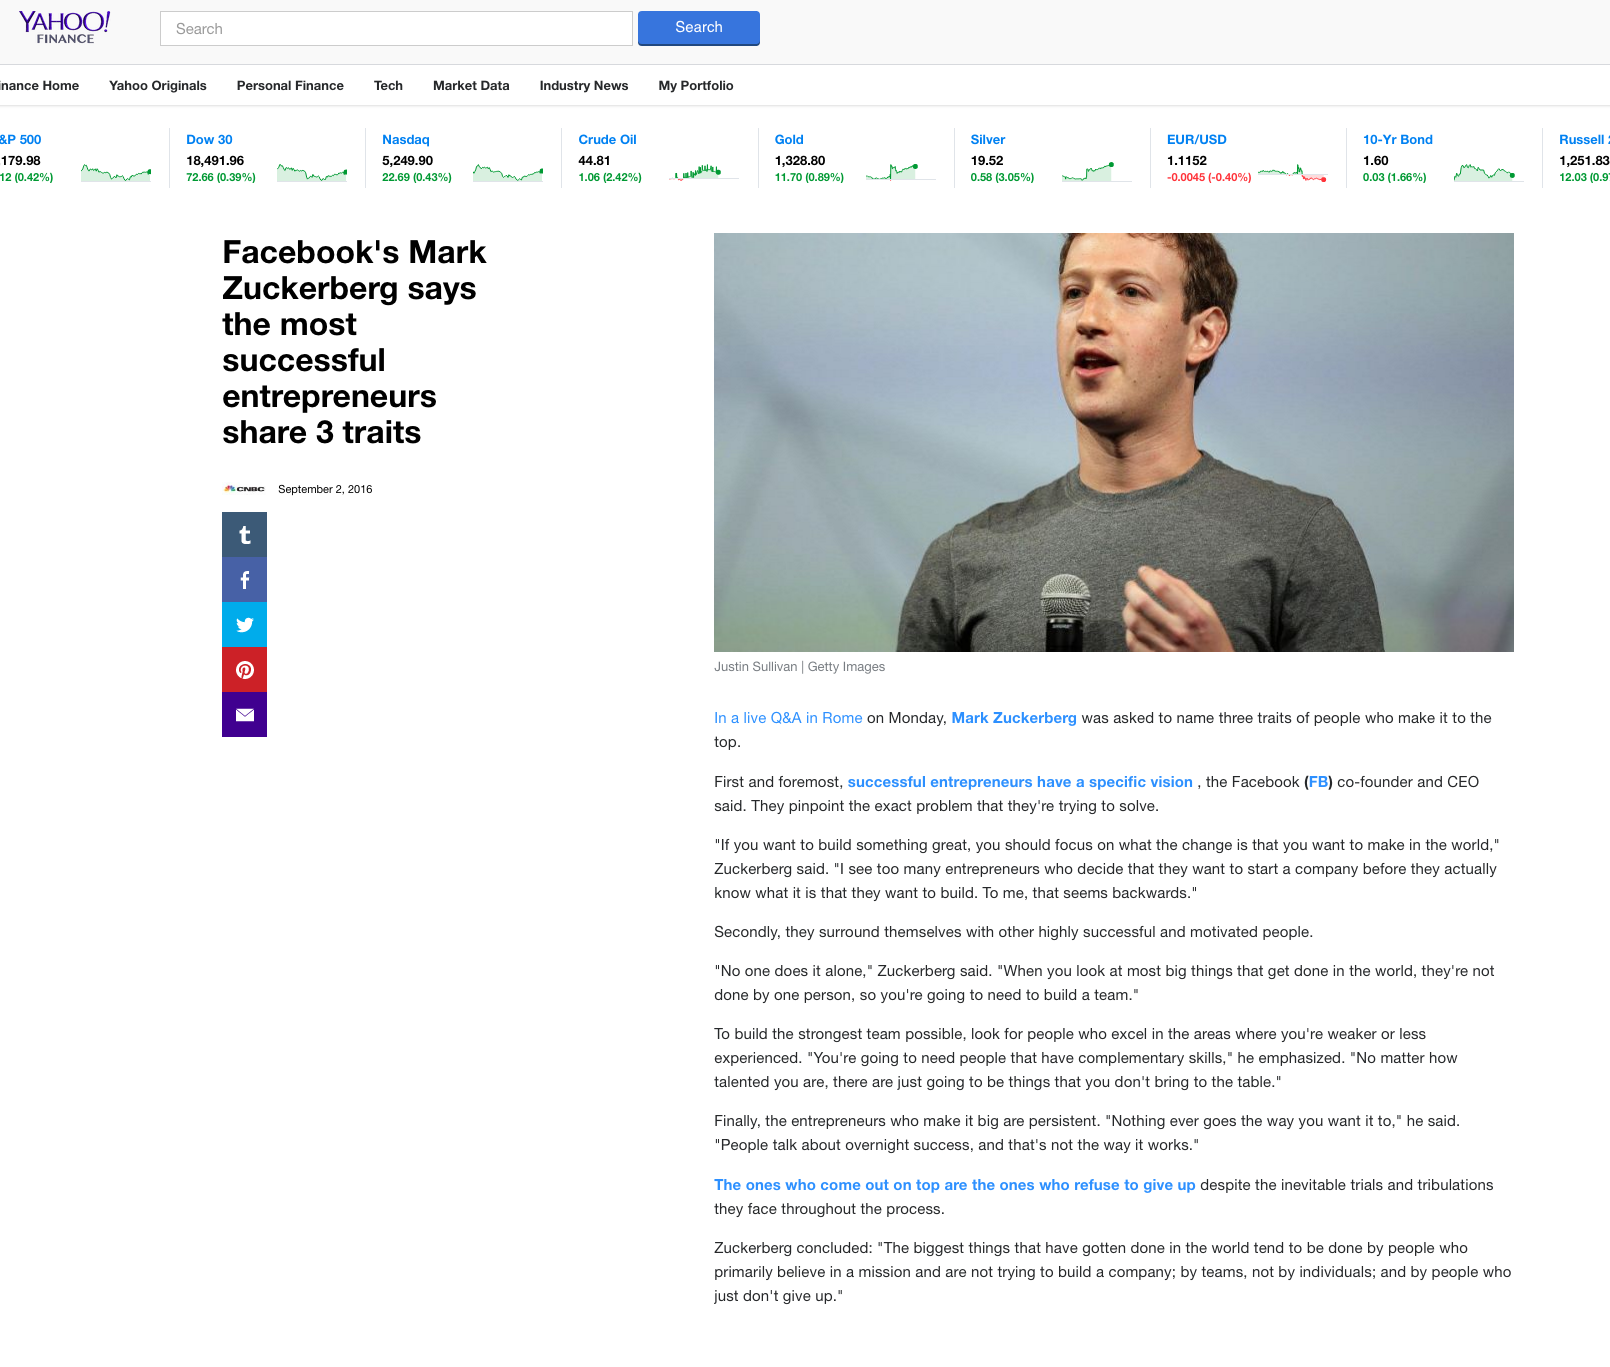 YAHOO!
FINANCE
Search
Search
inance Home Yahoo Originals Personal Finance Tech Market Data Industry News My Portfolio
&P 500 Dow 30 Nasdaq Crude Oil Gold Silver EUR/USD 10-Yr Bond Russell
179.98 18,491.96 5,249.90 44.81 1,328.80 19.52 1.1152 1.60 1,251.83
12 (0.42%) 72.66 (0.39%) 22.69 (0.43%) 1.06 (2.42%) 11.70 (0.89%) 0.58 (3.05%) -0.0045 (-0.40%) 0.03 (1.66%) 12.03 (0.9
Facebook's Mark
Zuckerberg says
the most
successful
entrepreneurs
share 3 traits
CNBC September 2, 2016
SHURE
Justin Sullivan | Getty Images
In a live Q&A in Rome on Monday, Mark Zuckerberg was asked to name three traits of people who make it to the
top.
First and foremost, successful entrepreneurs have a specific vision , the Facebook (FB) co-founder and CEO
said. They pinpoint the exact problem that they're trying to solve.
"If you want to build something great, you should focus on what the change is that you want to make in the world,"
Zuckerberg said. "I see too many entrepreneurs who decide that they want to start a company before they actually
know what it is that they want to build. To me, that seems backwards."
Secondly, they surround themselves with other highly successful and motivated people.
"No one does it alone," Zuckerberg said. "When you look at most big things that get done in the world, they're not
done by one person, so you're going to need to build a team."
To build the strongest team possible, look for people who excel in the areas where you're weaker or less
experienced. "You're going to need people that have complementary skills," he emphasized. "No matter how
talented you are, there are just going to be things that you don't bring to the table."
Finally, the entrepreneurs who make it big are persistent. "Nothing ever goes the way you want it to," he said.
"People talk about overnight success, and that's not the way it works."
The ones who come out on top are the ones who refuse to give up despite the inevitable trials and tribulations
they face throughout the process.
Zuckerberg concluded: "The biggest things that have gotten done in the world tend to be done by people who
primarily believe in a mission and are not trying to build a company; by teams, not by individuals; and by people who
just don't give up."